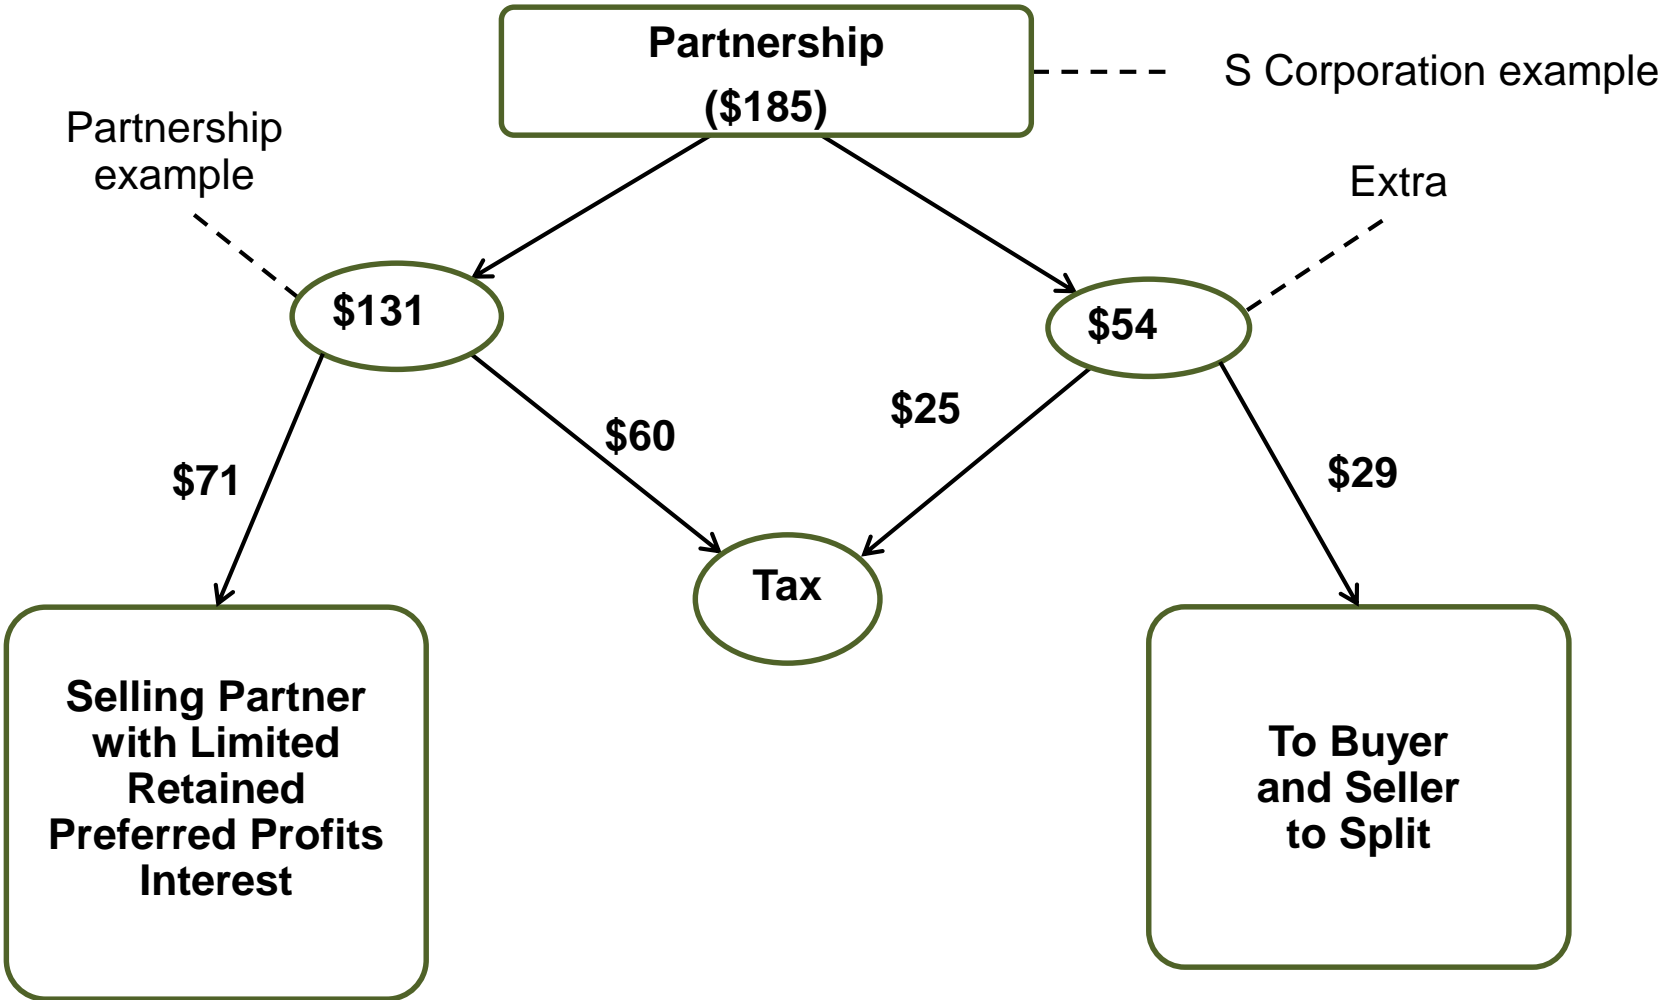 Partnership
($185)
S Corporation example
Partnership
example
Extra
$131
$54
$71
$60
$25
$29
Tax
Selling Partner
with Limited
Retained
Preferred Profits
Interest
To Buyer
and Seller
to Split